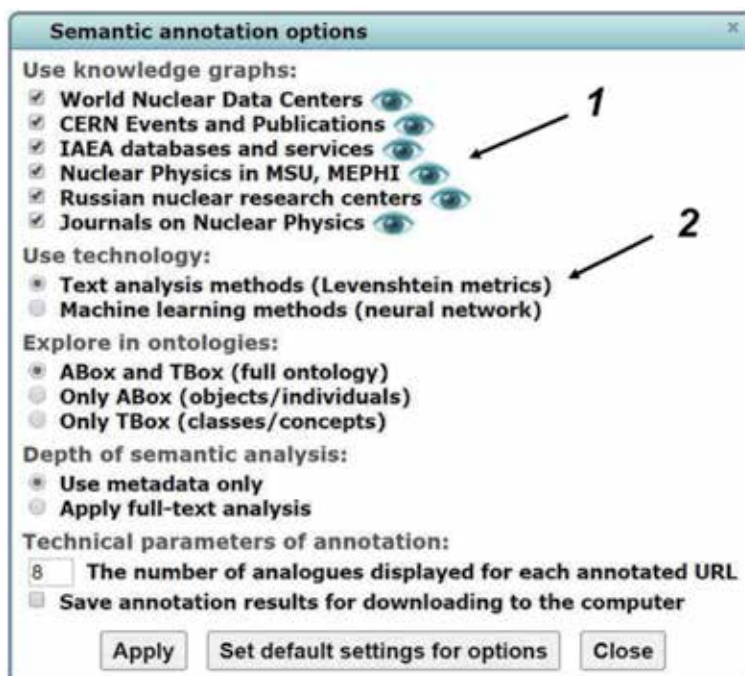 Semantic annotation options
x
Use knowledge graphs:
World Nuclear Data Centers
CERN Events and Publications
1
IAEA databases and services
Nuclear Physics in MSU, MEPHI
Russian nuclear research centers
Journals on Nuclear Physics
2
Use technology:
Text analysis methods (Levenshtein metrics)
Machine learning methods (neural network)
Explore in ontologies:
ABox and TBox (full ontology)
Only ABox (objects/individuals)
Only TBox (classes/concepts)
Depth of semantic analysis:
Use metadata only
Apply full-text analysis
Technical parameters of annotation:
8 The number of analogues displayed for each annotated URL
Save annotation results for downloading to the computer
Apply Set default settings for options Close